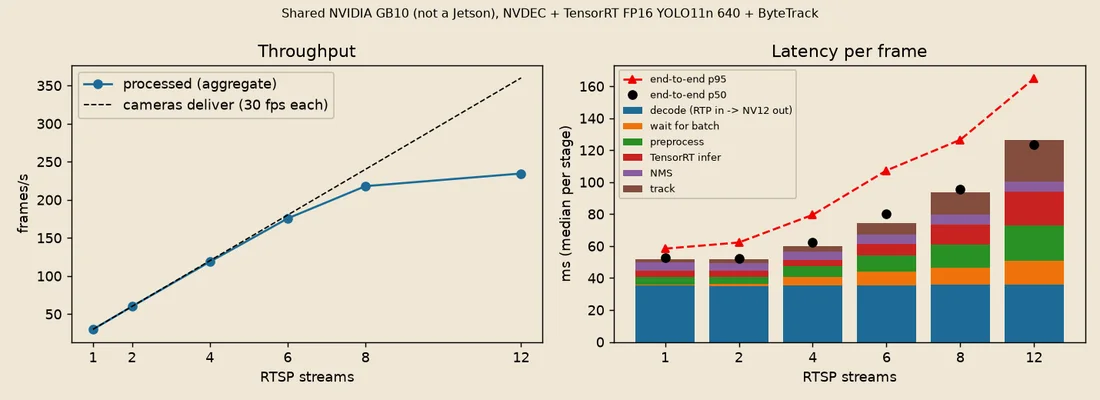 Shared NVIDIA GB10 (not a Jetson), NVDEC + TensorRT FP16 YOLO11n 640 + ByteTrack
Throughput
processed (aggregate)
cameras deliver (30 fps each)
frames/s
350
300
250
200
150
100
50
1 2 4 6 8 12
RTSP streams
Latency per frame
end-to-end p95
end-to-end p50
decode (RTP in -> NV12 out)
wait for batch
preprocess
TensorRT infer
NMS
track
ms (median per stage)
160
140
120
100
80
60
40
20
0
1 2 4 6 8 12
RTSP streams